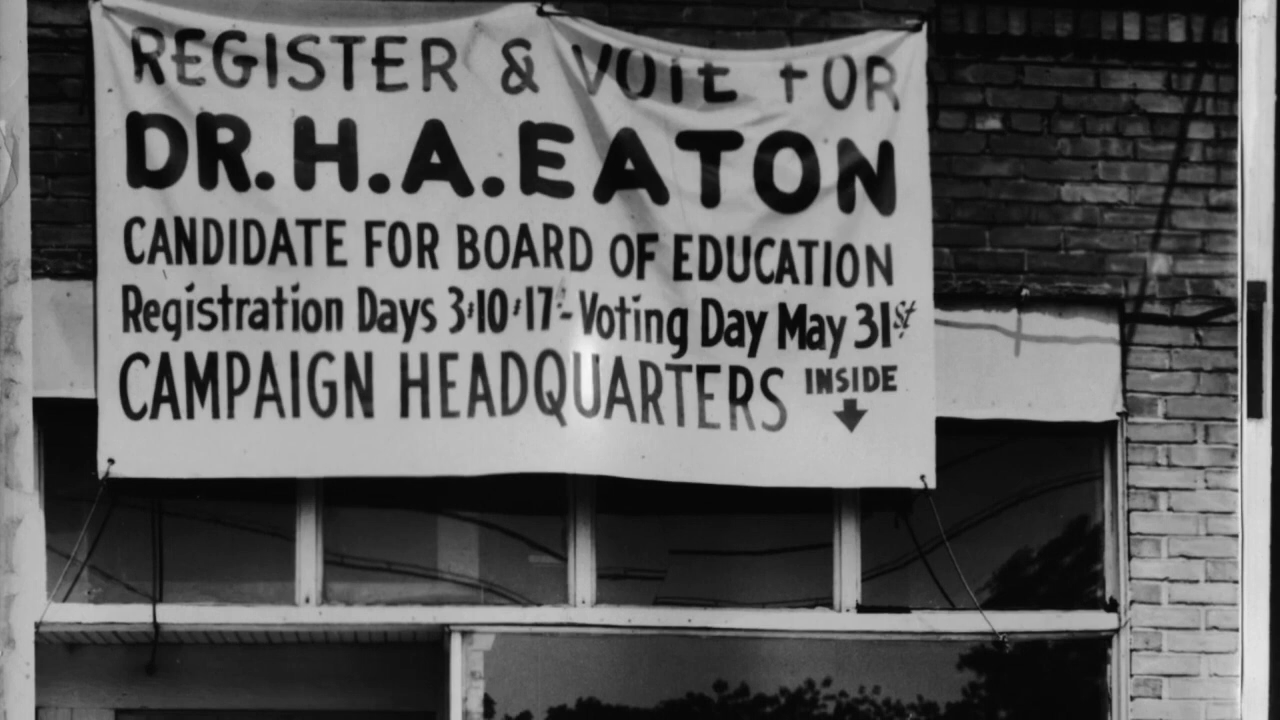 REGISTER & VOTE FOR
DR. H. A. EATON
CANDIDATE FOR BOARD OF EDUCATION
Registration Days 3·10·17·- Voting Day May 31st
CAMPAIGN HEADQUARTERS INSIDE